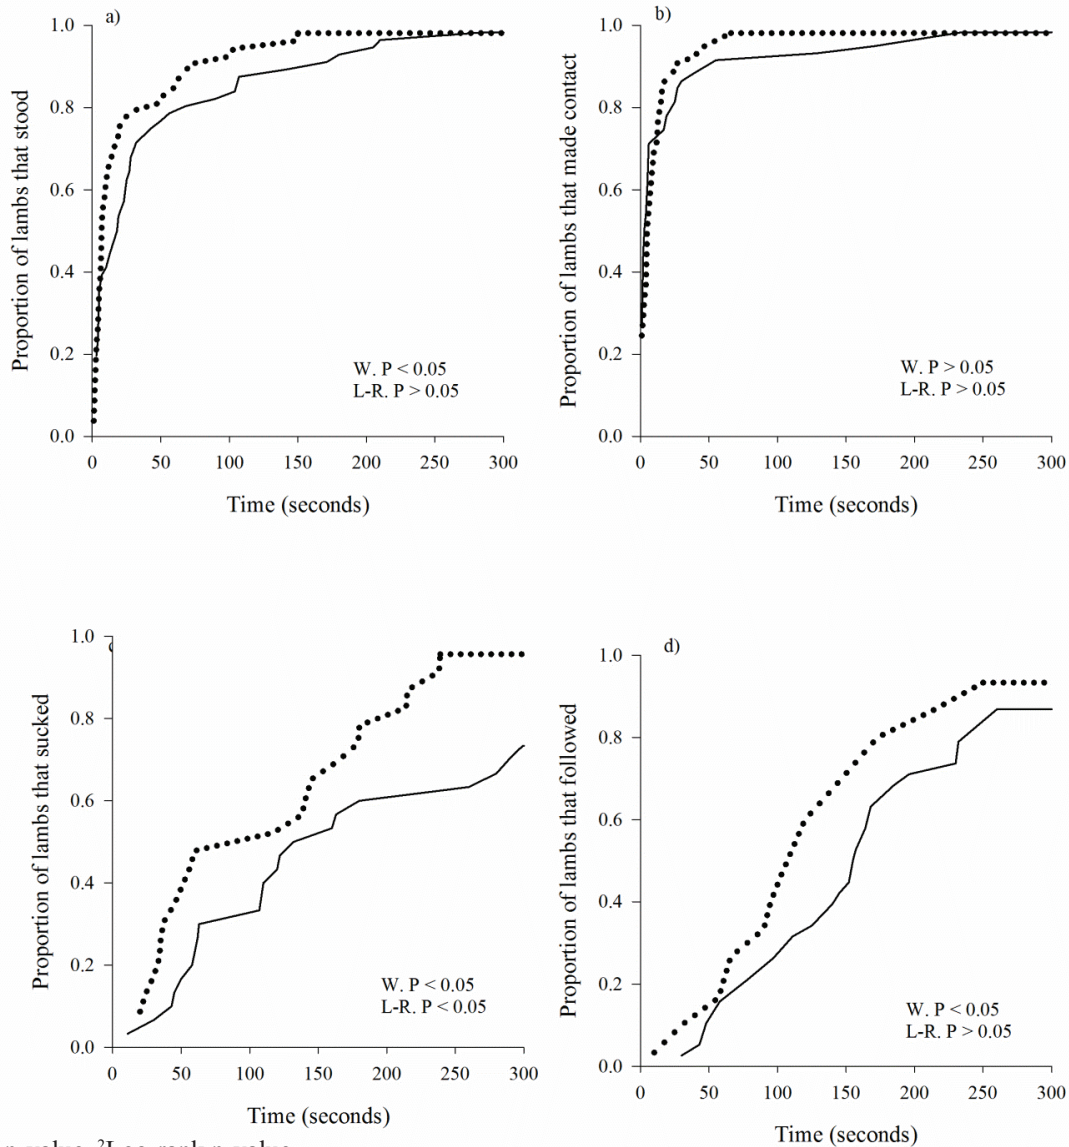 a)
Proportion of lambs that stood
1.0
0.8
0.6
0.4
0.2
0.0
W. P < 0.05
L-R. P > 0.05
0 50 100 150 200 250 300
Time (seconds)
b)
Proportion of lambs that made contact
1.0
0.8
0.6
0.4
0.2
0.0
W. P > 0.05
L-R. P > 0.05
0 50 100 150 200 250 300
Time (seconds)
Proportion of lambs that sucked
1.0
0.8
0.6
0.4
0.2
0.0
W. P < 0.05
L-R. P < 0.05
0 50 100 150 200 250 300
Time (seconds)
d)
Proportion of lambs that followed
1.0
0.8
0.6
0.4
0.2
0.0
W. P < 0.05
L-R. P > 0.05
0 50 100 150 200 250 300
Time (seconds)